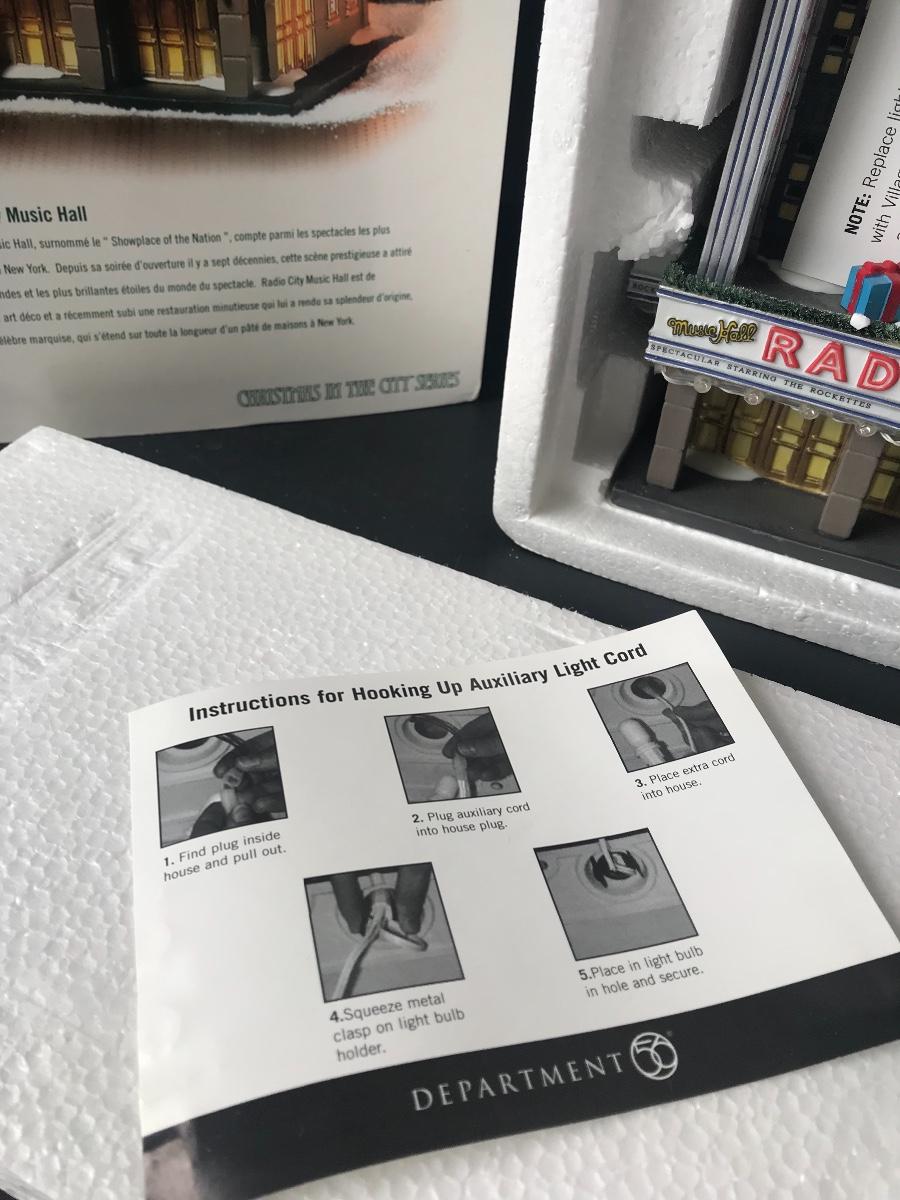 Music Hall
sic Hall, surnommé le " Showplace of the Nation ", compte parmi les spectacles les plus
New York. Depuis sa soirée d'ouverture il y a sept décennies, cette scène prestigieuse a attiré
ndes et les plus brillantes étoiles du monde du spectacle. Radio City Music Hall est de
art déco et a récemment subi une restauration minutieuse qui lui a rendu sa splendeur d'origine,
élèbre marquise, qui s'étend sur toute la longueur d'un pâté de maisons à New York.
CHRISTMAS IN THE CITY SERIES
NOTE: Replace
with
ROCK
Music Hall
RAD
SPECTACULAR STARRING THE ROCKETTES
Instructions for Hooking Up Auxiliary Light Cord
1. Find plug inside
house and pull out.
2. Plug auxiliary cord
into house plug.
3. Place extra cord
into house.
4.Squeeze metal
clasp on light bulb
holder.
5.Place in light bulb
in hole and secure.
DEPARTMENT 56